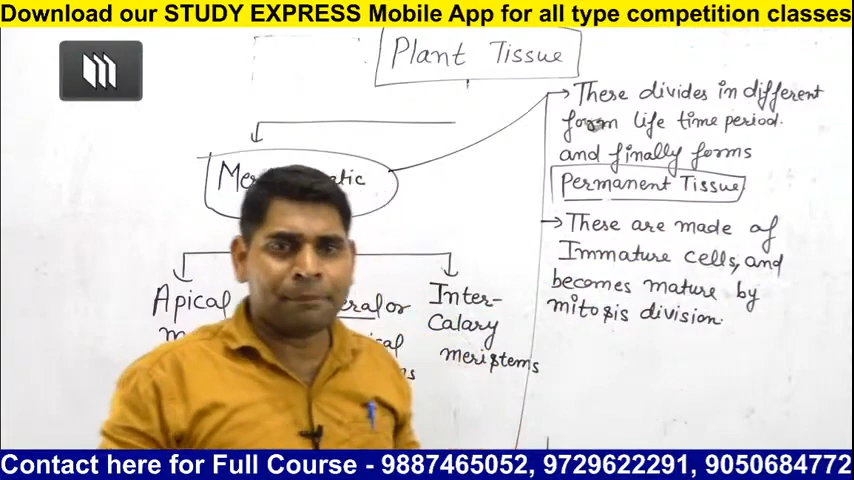 Download our STUDY EXPRESS Mobile App for all type competition classes
Plant Tissue
These divides in different
from life time period.
and finally forms
Permanent Tissue
These are made of
Immature cells, and
becomes mature by
mitosis division.
Apical
or
Inter-
Calary
meristems
Contact here for Full Course - 9887465052, 9729622291, 9050684772